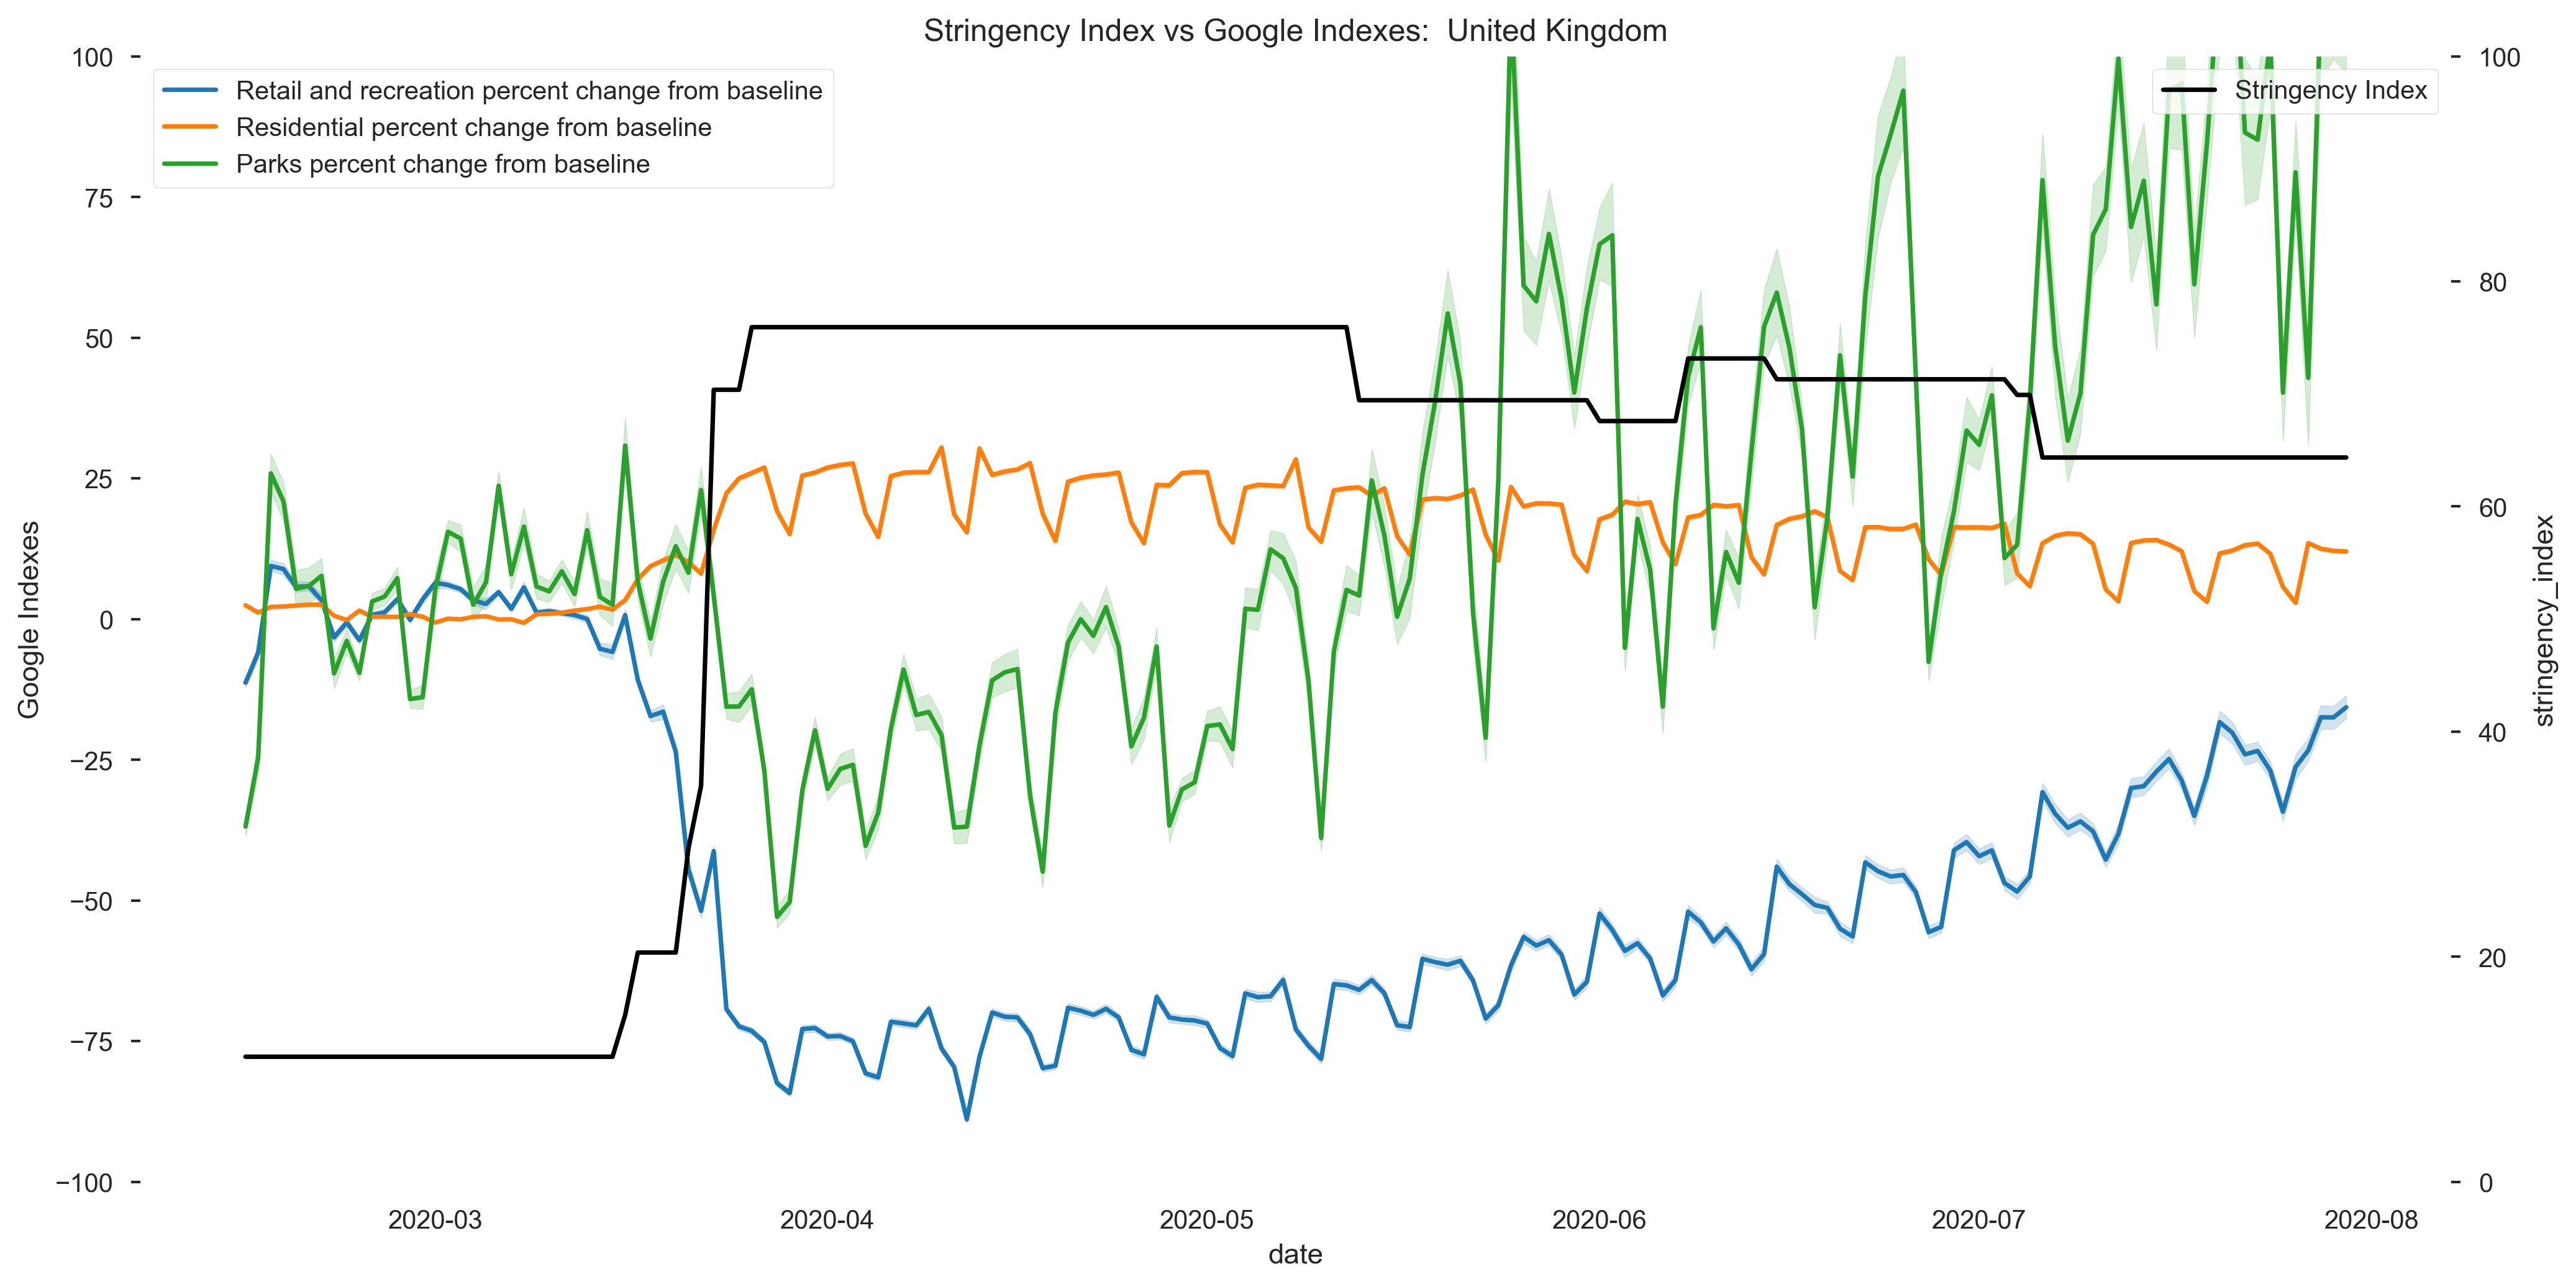 Stringency Index vs Google Indexes:  United Kingdom
Retail and recreation percent change from baseline
Residential percent change from baseline
Parks percent change from baseline
Stringency Index
Google Indexes
100
75
50
25
0
−25
−50
−75
−100
stringency_index
100
80
60
40
20
0
2020-03
2020-04
2020-05
2020-06
2020-07
2020-08
date